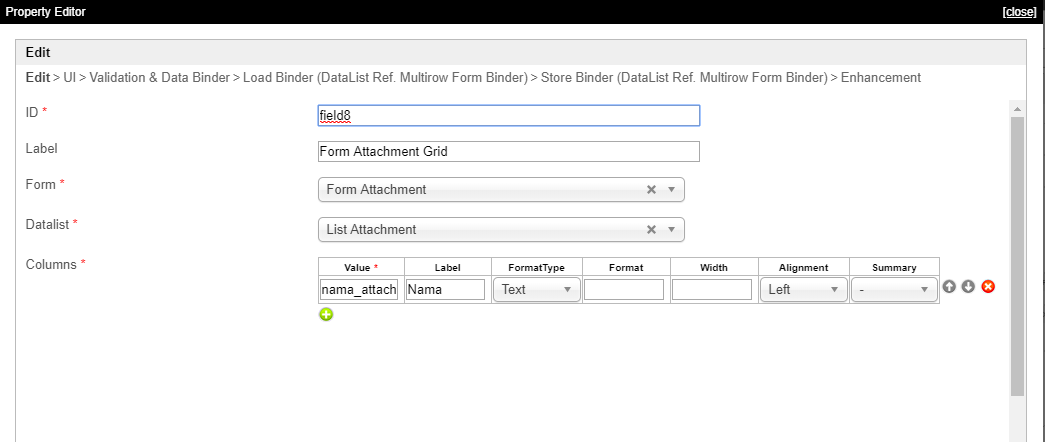 Property Editor [close]
Edit
Edit > UI > Validation & Data Binder > Load Binder (DataList Ref. Multirow Form Binder) > Store Binder (DataList Ref. Multirow Form Binder) > Enhancement
ID * field8
Label Form Attachment Grid
Form * Form Attachment
Datalist * List Attachment
Columns * Value * Label FormatType Format Width Alignment Summary
nama_attach Nama Text Left -